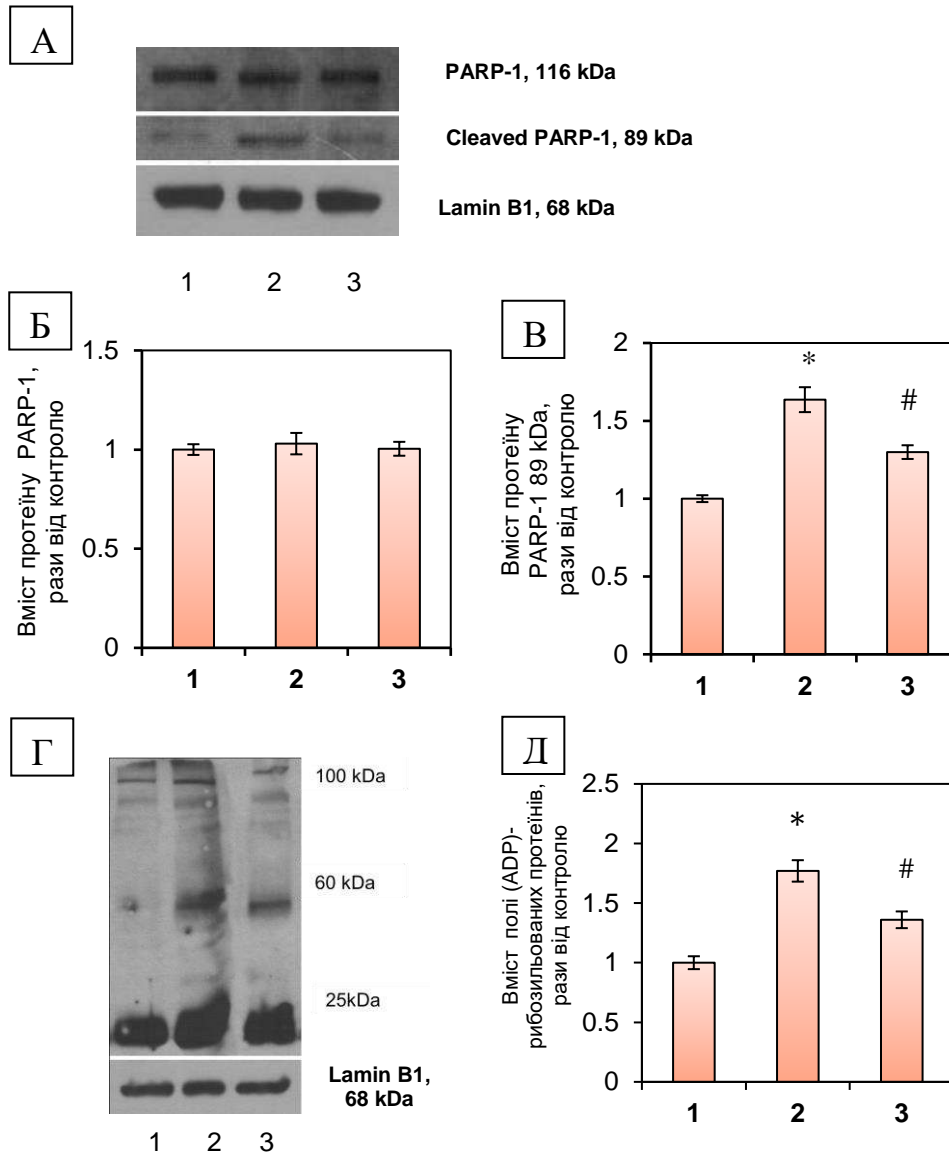 А
PARP-1, 116 kDa
Cleaved PARP-1, 89 kDa
Lamin B1, 68 kDa
1 2 3
Б
Вміст протеїну PARP-1,
рази від контролю
1.5
1
0.5
0
1 2 3
В
Вміст протеїну
PARP-1 89 kDa,
рази від контролю
2
1.5
1
0.5
0
*
#
1 2 3
Г
100 kDa
60 kDa
25kDa
Lamin B1,
68 kDa
1 2 3
Д
Вміст полі (ADP)-
рибозильованих протеїнів,
рази від контролю
2.5
2
1.5
1
0.5
0
*
#
1 2 3